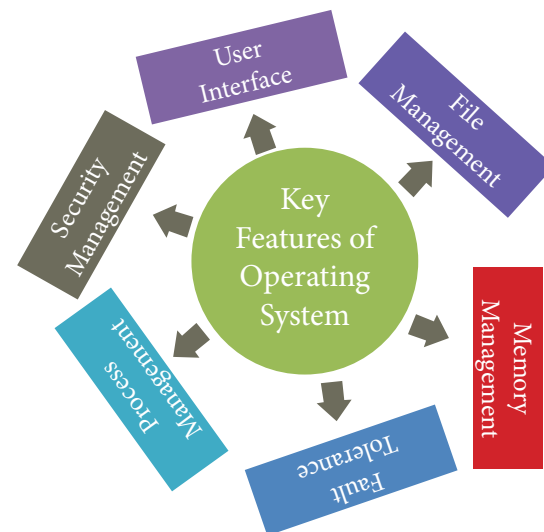 User
Interface
File
Management
Memory
Management
Fault
Tolerance
Process
Management
Security
Management
Key
Features of
Operating
System